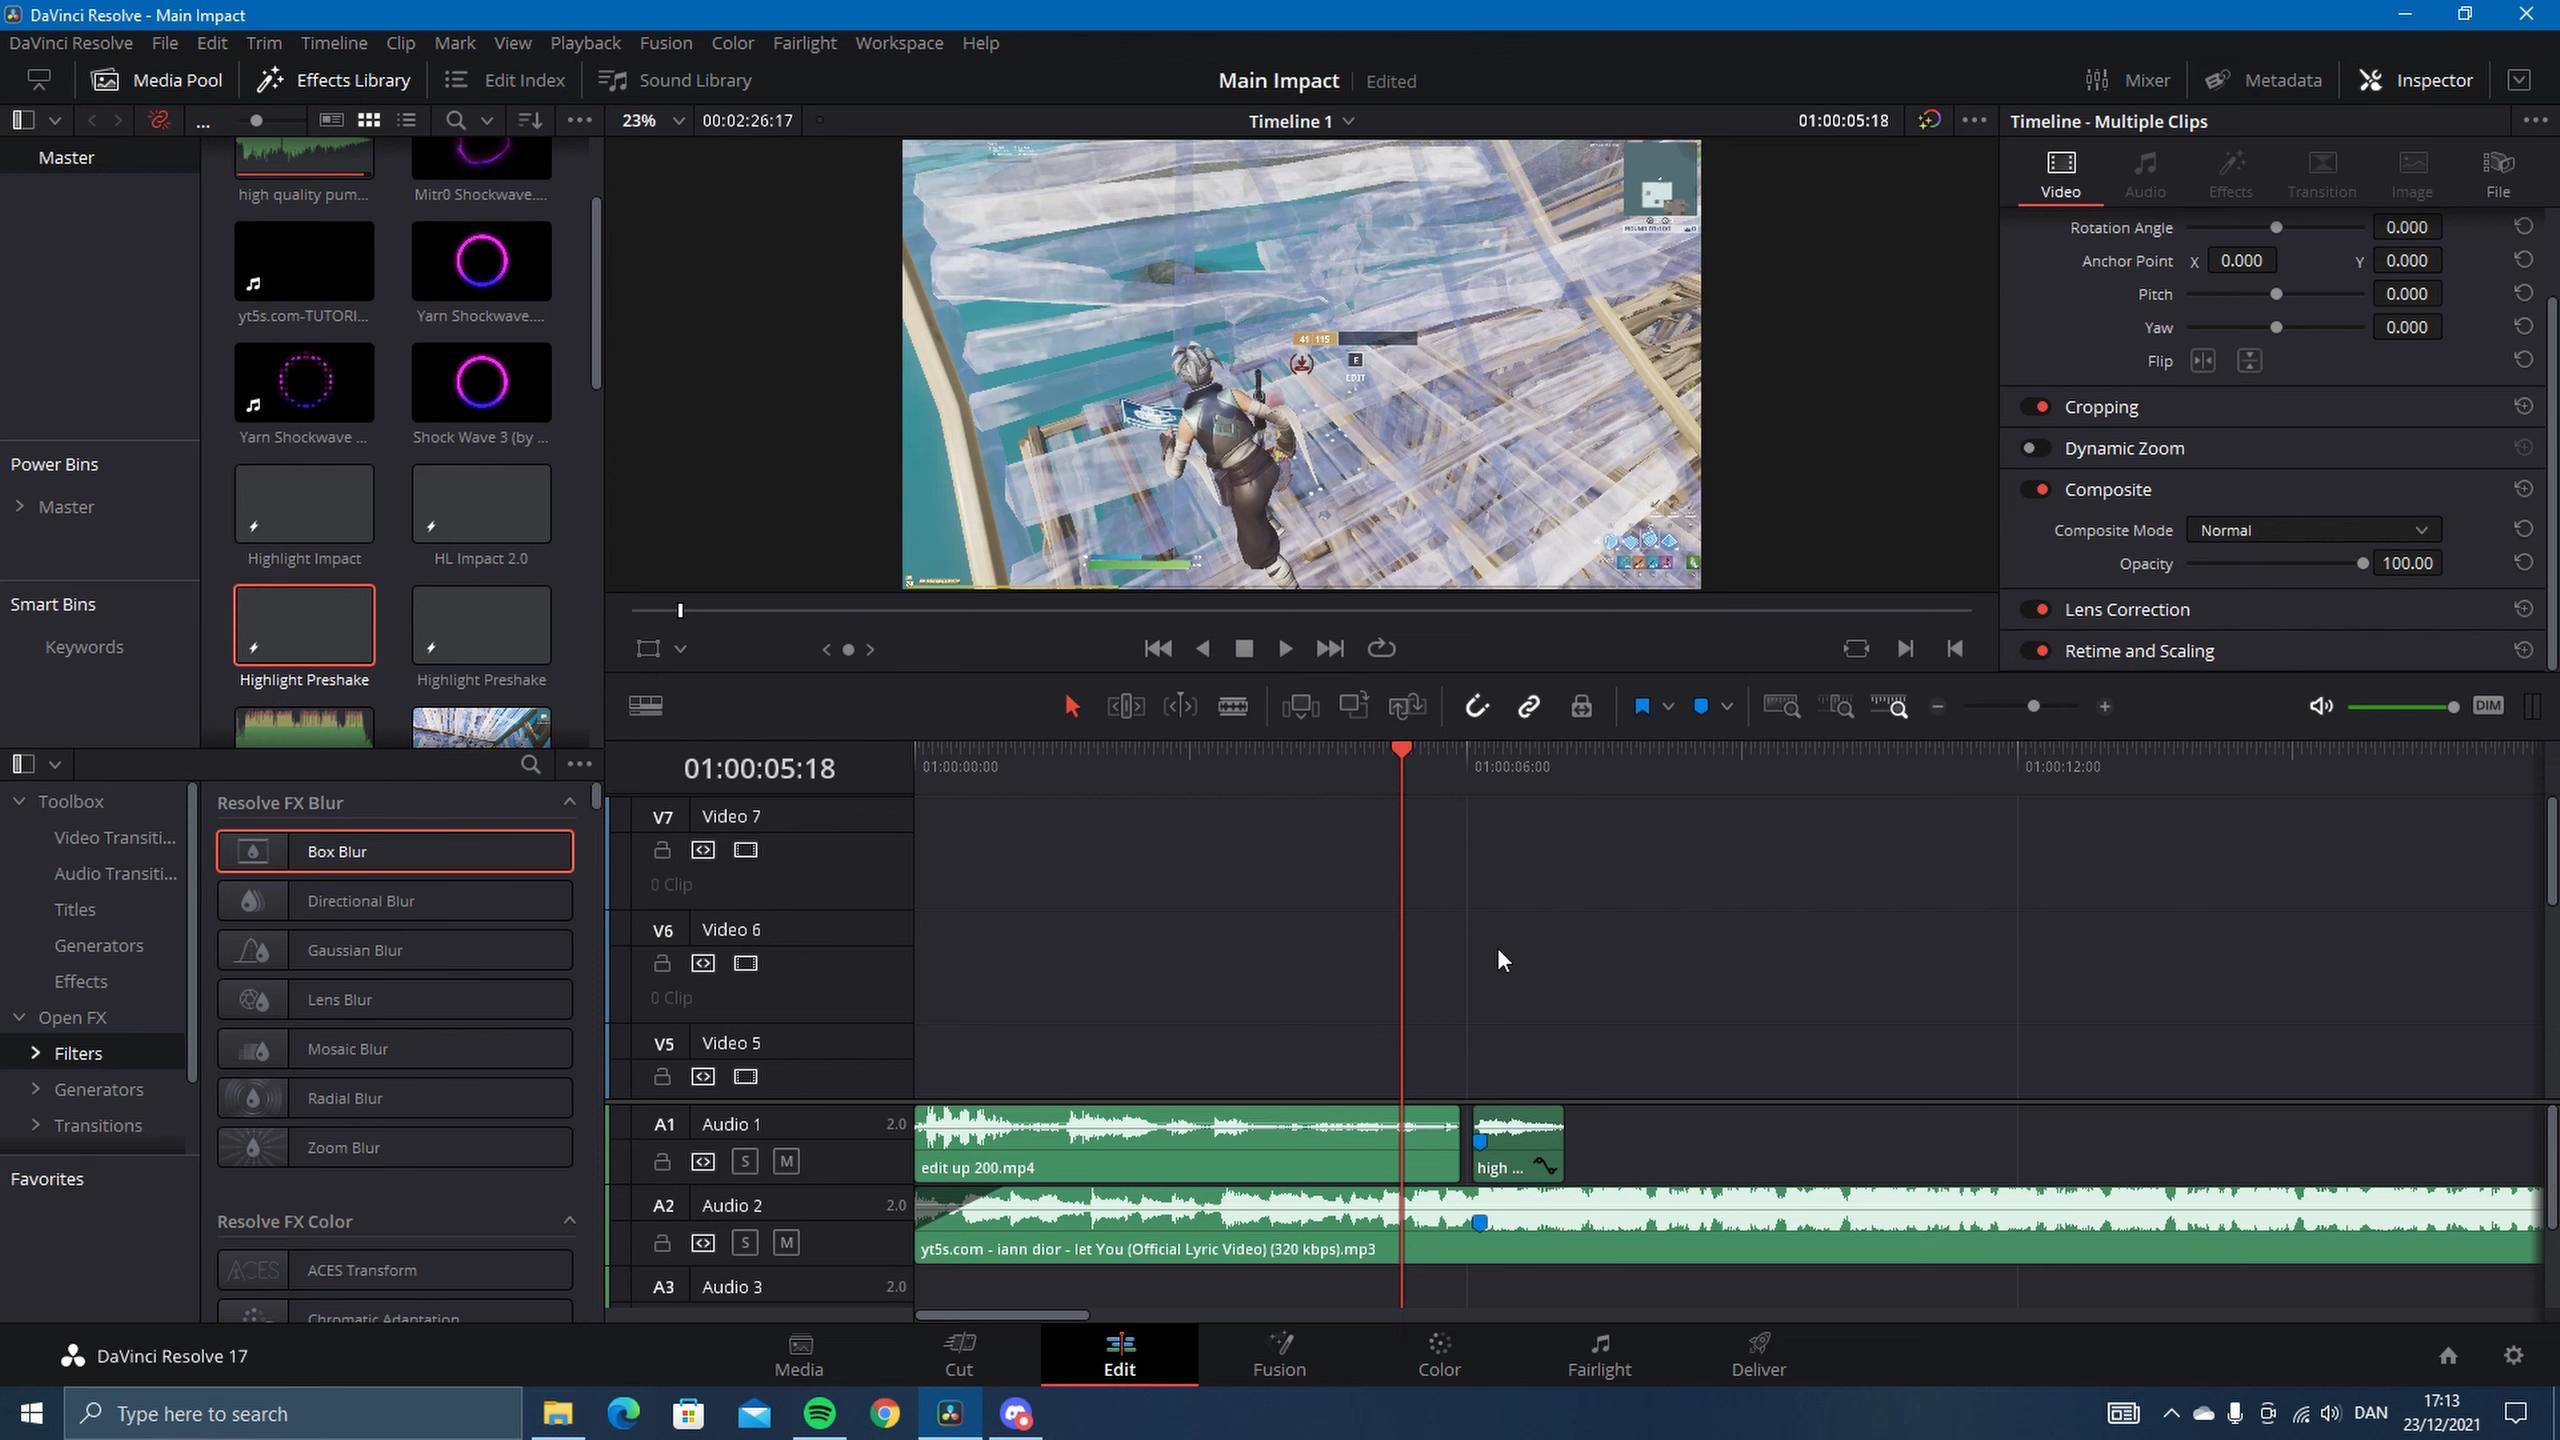 DaVinci Resolve - Main Impact
DaVinci Resolve File Edit Trim Timeline Clip Mark View Playback Fusion Color Fairlight Workspace Help
Media Pool Effects Library Edit Index Sound Library Main Impact Edited Mixer Metadata Inspector
... 23% 00:02:26:17 Timeline 1 01:00:05:18 Timeline - Multiple Clips
Master
high quality pum... Mitr0 Shockwave....
yt5s.com-TUTORI... Yarn Shockwave....
Yarn Shockwave ... Shock Wave 3 (by ...
Power Bins
Master
Highlight Impact HL Impact 2.0
Smart Bins
Keywords
Highlight Preshake Highlight Preshake
41 115
E
EDIT
Video Audio Effects Transition Image File
Rotation Angle 0.000
Anchor Point X 0.000 Y 0.000
Pitch 0.000
Yaw 0.000
Flip
Cropping
Dynamic Zoom
Composite
Composite Mode Normal
Opacity 100.00
Lens Correction
Retime and Scaling
DIM
Toolbox
Video Transiti...
Audio Transiti...
Titles
Generators
Effects
Open FX
Filters
Generators
Transitions
Favorites
Resolve FX Blur
Box Blur
Directional Blur
Gaussian Blur
Lens Blur
Mosaic Blur
Radial Blur
Zoom Blur
Resolve FX Color
ACES ACES Transform
Chromatic Adaptation
01:00:05:18 01:00:00:00 01:00:06:00 01:00:12:00
V7 Video 7
0 Clip
V6 Video 6
0 Clip
V5 Video 5
A1 Audio 1 2.0
S M edit up 200.mp4 high ...
A2 Audio 2 2.0
S M yt5s.com - iann dior - let You (Official Lyric Video) (320 kbps).mp3
A3 Audio 3 2.0
DaVinci Resolve 17 Media Cut Edit Fusion Color Fairlight Deliver
Type here to search DAN 17:13
23/12/2021